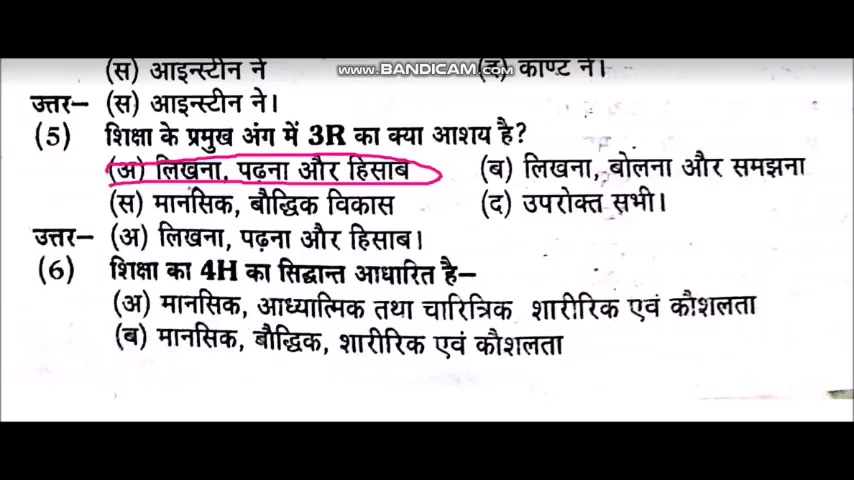 (स) आइन्स्टीन ने (द) काण्ट ने।
www.BANDICAM.com
उत्तर– (स) आइन्स्टीन ने।
(5) शिक्षा के प्रमुख अंग में 3R का क्या आशय है?
(अ) लिखना, पढ़ना और हिसाब (ब) लिखना, बोलना और समझना
(स) मानसिक, बौद्धिक विकास (द) उपरोक्त सभी।
उत्तर– (अ) लिखना, पढ़ना और हिसाब।
(6) शिक्षा का 4H का सिद्धान्त आधारित है–
(अ) मानसिक, आध्यात्मिक तथा चारित्रिक शारीरिक एवं कौशलता
(ब) मानसिक, बौद्धिक, शारीरिक एवं कौशलता